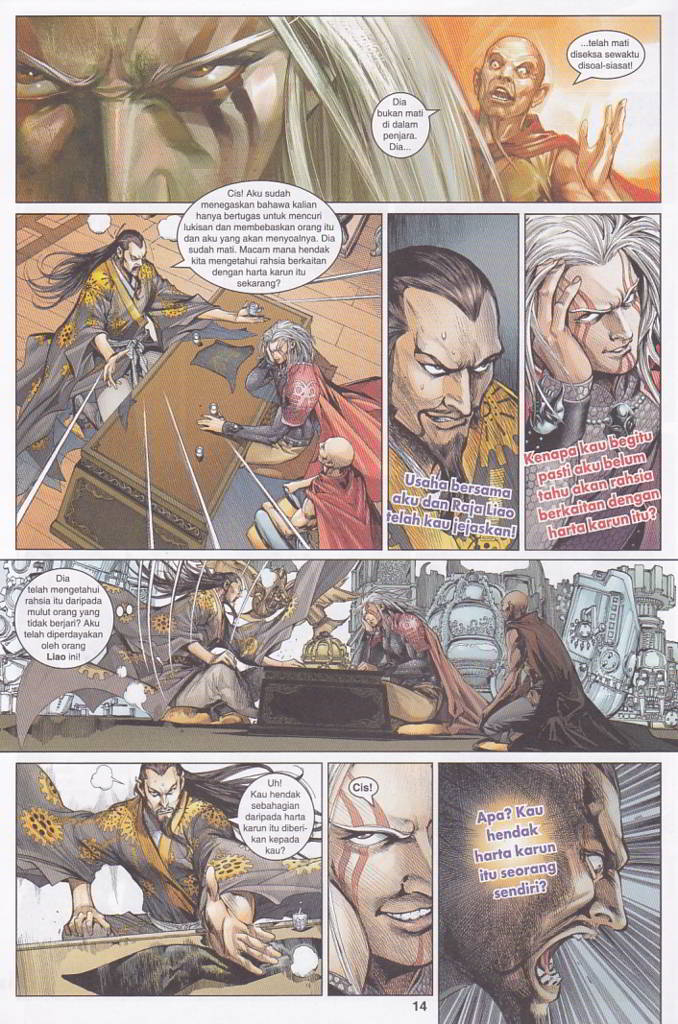 Dia
bukan mati
di dalam
penjara.
Dia...
...telah mati
diseksa sewaktu
disoal-siasat!
Cis! Aku sudah
menegaskan bahawa kalian
hanya bertugas untuk mencuri
lukisan dan membebaskan orang itu
dan aku yang akan menyoalnya. Dia
sudah mati. Macam mana hendak
kita mengetahui rahsia berkaitan
dengan harta karun itu
sekarang?
Usaha bersama
aku dan Raja Liao
telah kau jejaskan!
Kenapa kau begitu
pasti aku belum
tahu akan rahsia
berkaitan dengan
harta karun itu?
Dia
telah mengetahui
rahsia itu daripada
mulut orang yang
tidak berjari? Aku
telah diperdayakan
oleh orang
Liao ini!
Uh!
Kau hendak
sebahagian
daripada harta
karun itu diberi-
kan kepada
kau?
Cis!
Apa? Kau
hendak
harta karun
itu seorang
sendiri?
14